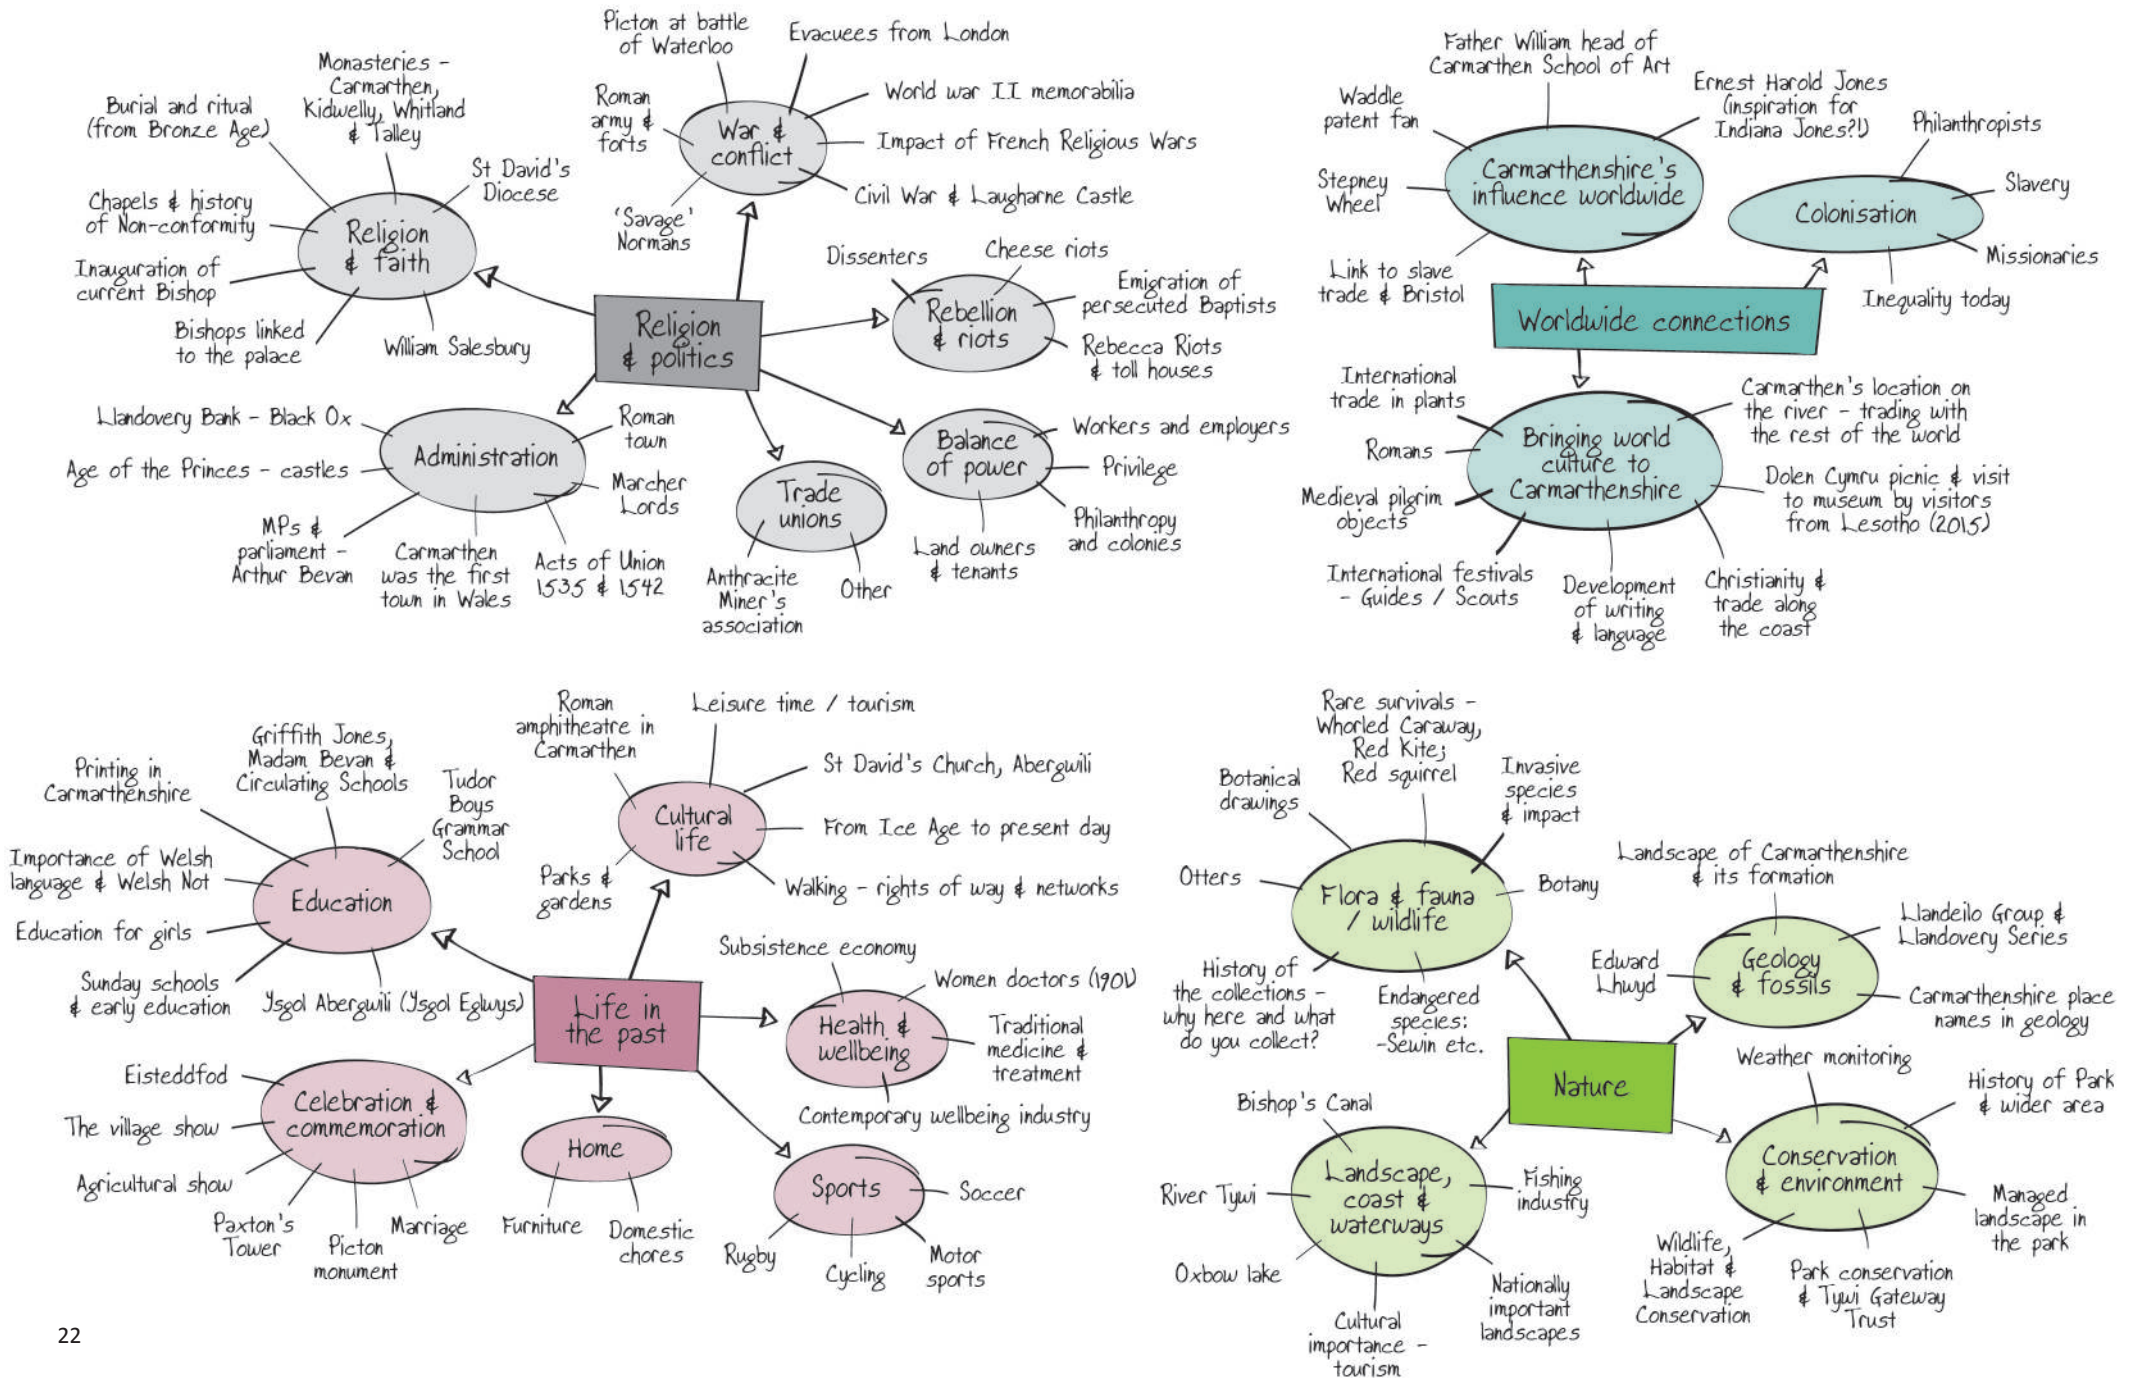 Religion
& politics
Religion
& faith
Burial and ritual
(from Bronze Age)
Monasteries -
Carmarthen,
Kidwelly, Whitland
& Talley
St David's
Diocese
Chapels & history
of Non-conformity
Inauguration of
current Bishop
Bishops linked
to the palace
William Salesbury
War &
conflict
Picton at battle
of Waterloo
Evacuees from London
Roman
army &
forts
World war II memorabilia
Impact of French Religious Wars
Civil War & Laugharne Castle
'Savage'
Normans
Rebellion
& riots
Dissenters
Cheese riots
Emigration of
persecuted Baptists
Rebecca Riots
& toll houses
Balance
of power
Workers and employers
Privilege
Philanthropy
and colonies
Land owners
& tenants
Trade
unions
Anthracite
Miner's
association
Other
Administration
Llandovery Bank - Black Ox
Age of the Princes - castles
MPs &
parliament -
Arthur Bevan
Carmarthen
was the first
town in Wales
Acts of Union
1535 & 1542
Marcher
Lords
Roman
town
Worldwide connections
Carmarthenshire's
influence worldwide
Father William head of
Carmarthen School of Art
Ernest Harold Jones
(inspiration for
Indiana Jones?!)
Waddle
patent fan
Stepney
Wheel
Link to slave
trade & Bristol
Colonisation
Philanthropists
Slavery
Missionaries
Inequality today
Bringing world
culture to
Carmarthenshire
International
trade in plants
Romans
Medieval pilgrim
objects
International festivals
- Guides / Scouts
Development
of writing
& language
Christianity &
trade along
the coast
Dolen Cymru picnic & visit
to museum by visitors
from Lesotho (2015)
Carmarthen's location on
the river - trading with
the rest of the world
Life in
the past
Education
Printing in
Carmarthenshire
Griffith Jones,
Madam Bevan &
Circulating Schools
Tudor
Boys
Grammar
School
Importance of Welsh
language & Welsh Not
Education for girls
Sunday schools
& early education
Ysgol Abergwili (Ysgol Eglwys)
Cultural
life
Roman
amphitheatre in
Carmarthen
Leisure time / tourism
St David's Church, Abergwili
From Ice Age to present day
Walking - rights of way & networks
Parks &
gardens
Health &
wellbeing
Subsistence economy
Women doctors (1901)
Traditional
medicine &
treatment
Contemporary wellbeing industry
Sports
Soccer
Motor
sports
Cycling
Rugby
Home
Furniture
Domestic
chores
Celebration &
commemoration
Eisteddfod
The village show
Agricultural show
Paxton's
Tower
Picton
monument
Marriage
Nature
Flora & fauna
/ wildlife
Botanical
drawings
Rare survivals -
Whorled Caraway,
Red Kite;
Red squirrel
Invasive
species
& impact
Botany
Otters
History of
the collections -
why here and what
do you collect?
Endangered
species:
-Sewin etc.
Geology
& fossils
Landscape of Carmarthenshire
& its formation
Llandeilo Group &
Llandovery Series
Edward
Lhwyd
Carmarthenshire place
names in geology
Conservation
& environment
Weather monitoring
History of Park
& wider area
Managed
landscape in
the park
Park conservation
& Tywi Gateway
Trust
Wildlife,
Habitat &
Landscape
Conservation
Landscape,
coast &
waterways
Bishop's Canal
River Tywi
Oxbow lake
Cultural
importance -
tourism
Nationally
important
landscapes
Fishing
industry
22